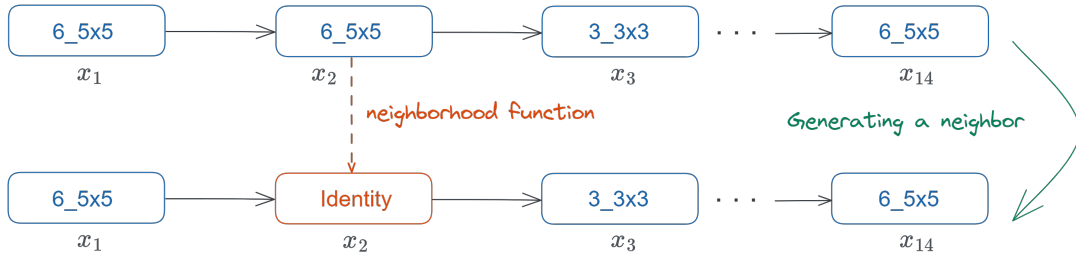 6_5x5 6_5x5 3_3x3 . . . 6_5x5
x1 x2 x3 x14
neighborhood function
Generating a neighbor
6_5x5 Identity 3_3x3 . . . 6_5x5
x1 x2 x3 x14